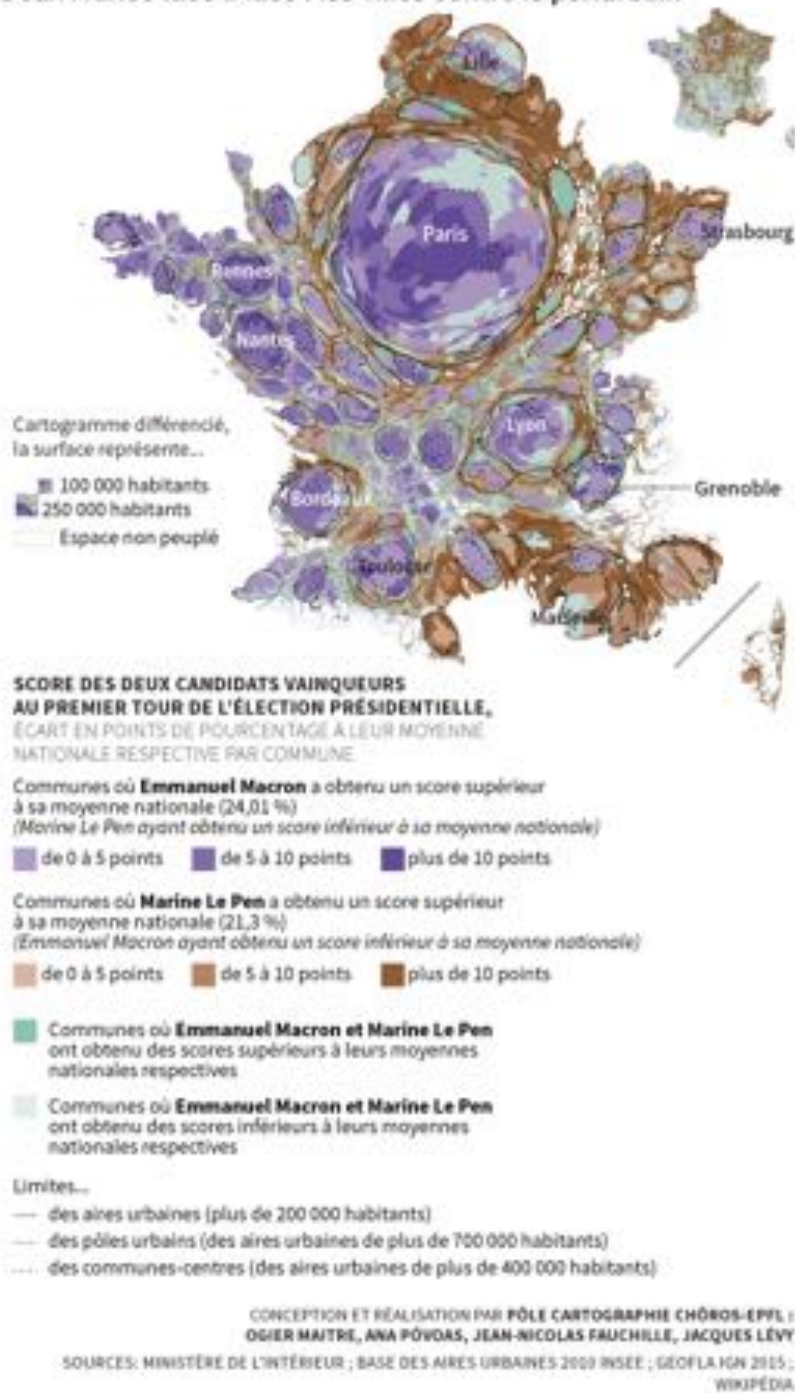 Lille
Paris
Strasbourg
Rennes
Nantes
Lyon
Cartogramme différencié,
la surface représente...
100 000 habitants
250 000 habitants
Espace non peuplé
Grenoble
Borde
Toulouse
Marseille
SCORE DES DEUX CANDIDATS VAINQUEURS
AU PREMIER TOUR DE L'ÉLECTION PRÉSIDENTIELLE,
ÉCART EN POINTS DE POURCENTAGE À LEUR MOYENNE
NATIONALE RESPECTIVE PAR COMMUNE
Communes où Emmanuel Macron a obtenu un score supérieur
à sa moyenne nationale (24,01 %)
(Marine Le Pen ayant obtenu un score inférieur à sa moyenne nationale)
de 0 à 5 points de 5 à 10 points plus de 10 points
Communes où Marine Le Pen a obtenu un score supérieur
à sa moyenne nationale (21,3 %)
(Emmanuel Macron ayant obtenu un score inférieur à sa moyenne nationale)
de 0 à 5 points de 5 à 10 points plus de 10 points
Communes où Emmanuel Macron et Marine Le Pen
ont obtenu des scores supérieurs à leurs moyennes
nationales respectives
Communes où Emmanuel Macron et Marine Le Pen
ont obtenu des scores inférieurs à leurs moyennes
nationales respectives
Limites...
des aires urbaines (plus de 200 000 habitants)
des pôles urbains (des aires urbaines de plus de 700 000 habitants)
des communes-centres (des aires urbaines de plus de 400 000 habitants)
CONCEPTION ET RÉALISATION PAR PÔLE CARTOGRAPHIE CHÔROS-EPFL :
OGIER MAITRE, ANA PÓVOAS, JEAN-NICOLAS FAUCHILLE, JACQUES LÉVY
SOURCES: MINISTÈRE DE L'INTÉRIEUR ; BASE DES AIRES URBAINES 2010 INSEE ; GEOFLA IGN 2015 ;
WIKIPÉDIA